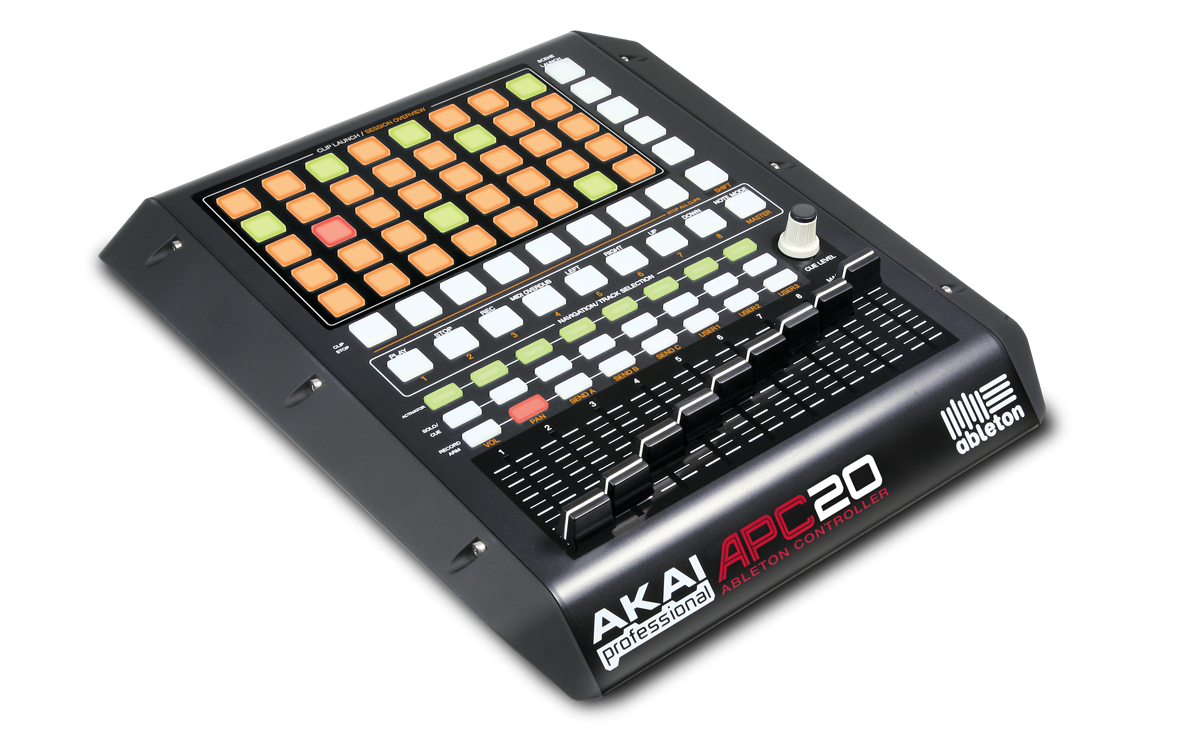 SCENE
LAUNCH
CLIP LAUNCH / SESSION OVERVIEW
STOP ALL CLIPS
SHIFT
CLIP
STOP
PLAY
STOP
REC
MIDI OVERDUB
LEFT
RIGHT
UP
DOWN
NOTE MODE
1 2 3 4 5 6 7 8 MASTER
NAVIGATION/TRACK SELECTION
CUE LEVEL
ACTIVATOR
SOLO/
CUE
RECORD
ARM
VOL PAN SEND A SEND B SEND C USER1 USER2 USER3
1 2 3 4 5 6 7 8
ableton
AKAI
professional
APC20
ABLETON CONTROLLER